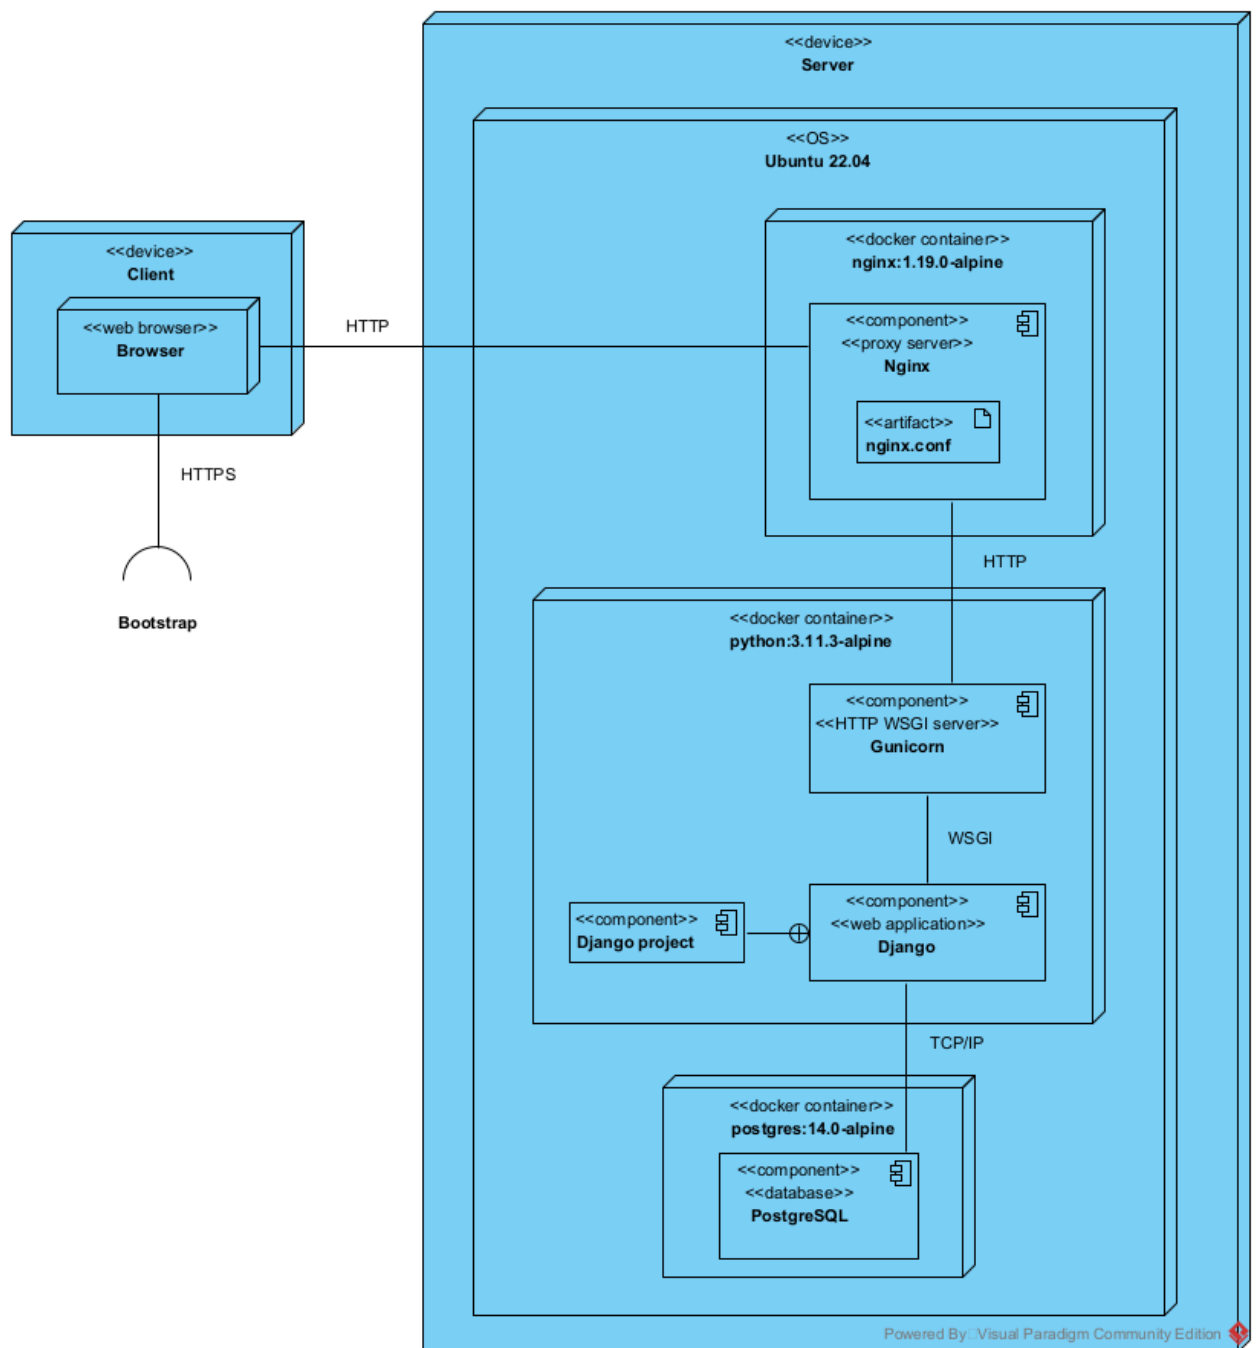 <<device>>
Server
<<OS>>
Ubuntu 22.04
<<device>>
Client
<<web browser>>
Browser
HTTP
HTTPS
Bootstrap
<<docker container>>
nginx:1.19.0-alpine
<<component>>
<<proxy server>>
Nginx
<<artifact>>
nginx.conf
HTTP
<<docker container>>
python:3.11.3-alpine
<<component>>
<<HTTP WSGI server>>
Gunicorn
WSGI
<<component>>
Django project
<<component>>
<<web application>>
Django
TCP/IP
<<docker container>>
postgres:14.0-alpine
<<component>>
<<database>>
PostgreSQL
Powered By Visual Paradigm Community Edition